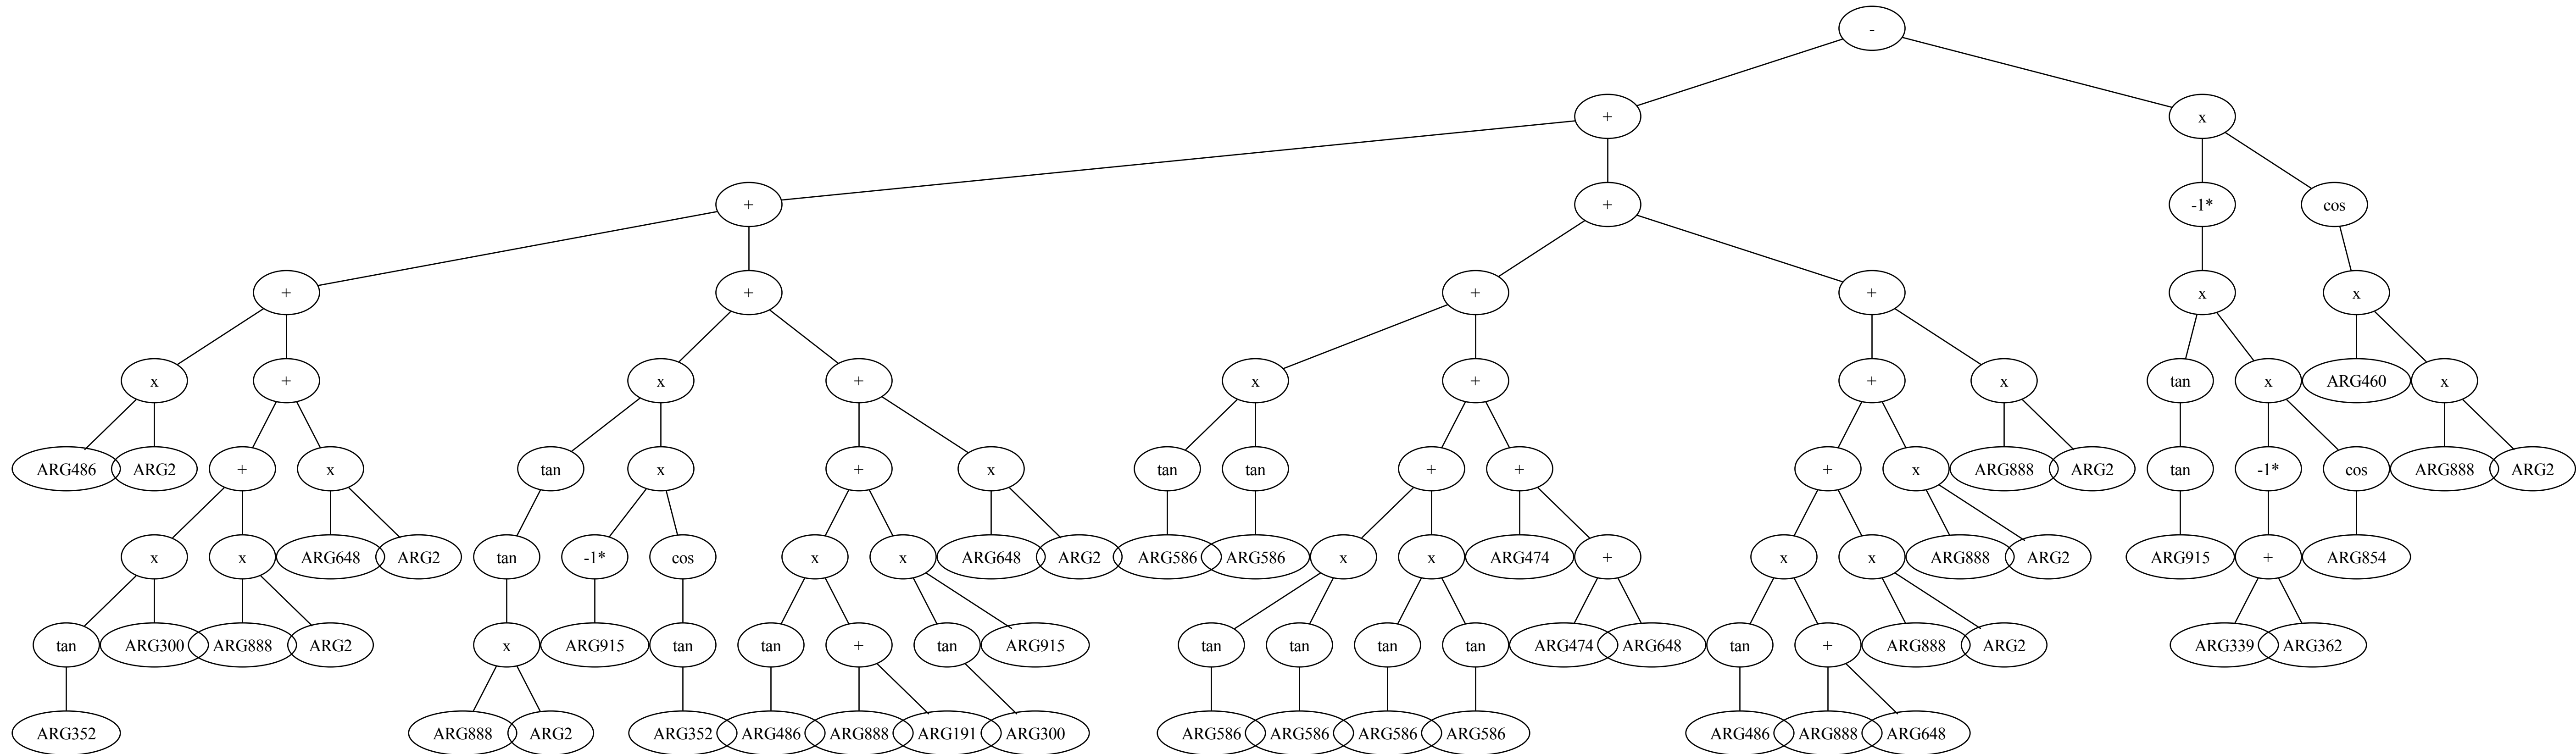 -
+ x
+ + -1* cos
+ + + + x x
x + x + x + + x tan x ARG460 x
ARG486 ARG2 + x tan x + x tan tan + + + x ARG888 ARG2 tan -1* cos ARG888 ARG2
x x ARG648 ARG2 tan -1* cos x x ARG648 ARG2 ARG586 ARG586 x x ARG474 + x x ARG888 ARG2 ARG915 + ARG854
tan ARG300 ARG888 ARG2 x ARG915 tan tan + tan ARG915 tan tan tan tan ARG474 ARG648 tan + ARG888 ARG2 ARG339 ARG362
ARG352 ARG888 ARG2 ARG352 ARG486 ARG888 ARG191 ARG300 ARG586 ARG586 ARG586 ARG586 ARG486 ARG888 ARG648